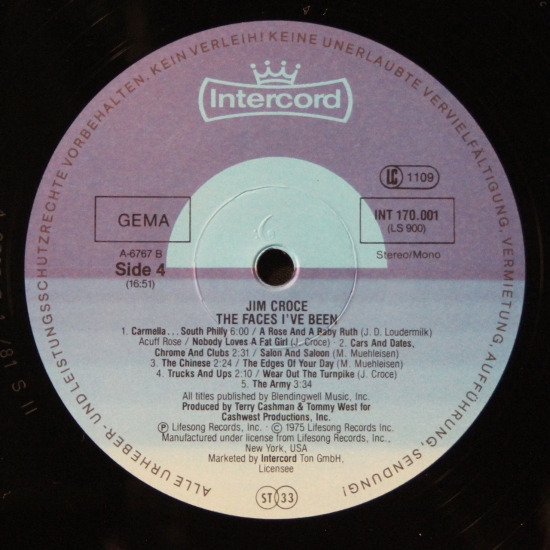 ALLE URHEBER- UND LEISTUNGSSCHUTZRECHTE VORBEHALTEN, KEIN VERLEIH! KEINE UNERLAUBTE VERVIELFÄLTIGUNG, VERMIETUNG, AUFFÜHRUNG, SENDUNG!
Intercord
LC 1109
GEMA
INT 170.001
(LS 900)
A-6767 B
Side 4
(16:51)
Stereo/Mono
JIM CROCE
THE FACES I'VE BEEN
1. Carmella... South Philly 6:00 / A Rose And A Baby Ruth (J. D. Loudermilk)
Acuff Rose / Nobody Loves A Fat Girl (J. Croce) · 2. Cars And Dates,
Chrome And Clubs 2:31 / Salon And Saloon (M. Muehleisen)
3. The Chinese 2:24 / The Edges Of Your Day (M. Muehleisen)
4. Trucks And Ups 2:10 / Wear Out The Turnpike (J. Croce)
5. The Army 3:34
All titles published by Blendingwell Music, Inc.
Produced by Terry Cashman & Tommy West for
Cashwest Productions, Inc.
Ⓟ Lifesong Records, Inc. · © 1975 Lifesong Records, Inc.
Manufactured under license from Lifesong Records, Inc.
New York, USA
Marketed by Intercord Ton GmbH,
Licensee
ST 33